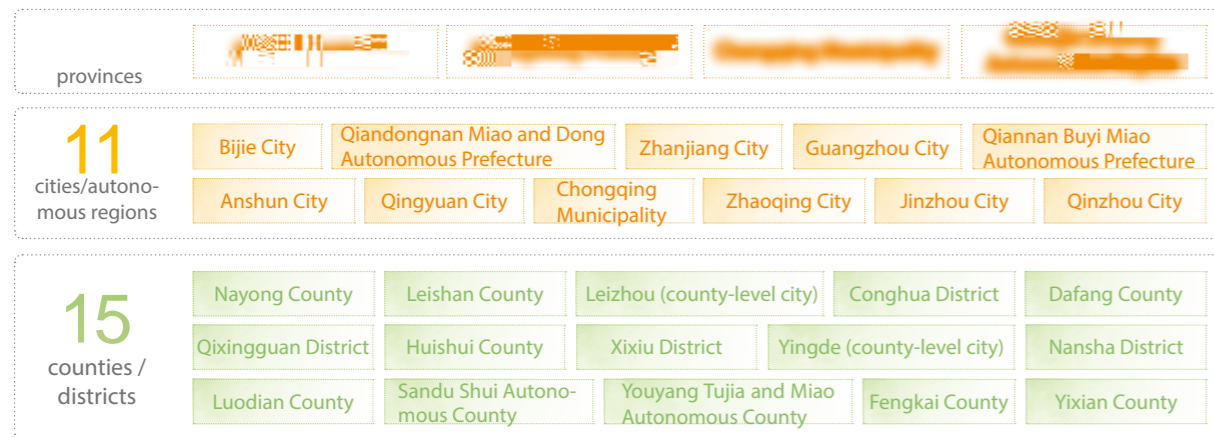 provinces
11
cities/autono-
mous regions
Bijie City
Qiandongnan Miao and Dong
Autonomous Prefecture
Zhanjiang City
Guangzhou City
Qiannan Buyi Miao
Autonomous Prefecture
Anshun City
Qingyuan City
Chongqing
Municipality
Zhaoqing City
Jinzhou City
Qinzhou City
15
counties /
districts
Nayong County
Leishan County
Leizhou (county-level city)
Conghua District
Dafang County
Qixingguan District
Huishui County
Xixiu District
Yingde (county-level city)
Nansha District
Luodian County
Sandu Shui Autono-
mous County
Youyang Tujia and Miao
Autonomous County
Fengkai County
Yixian County